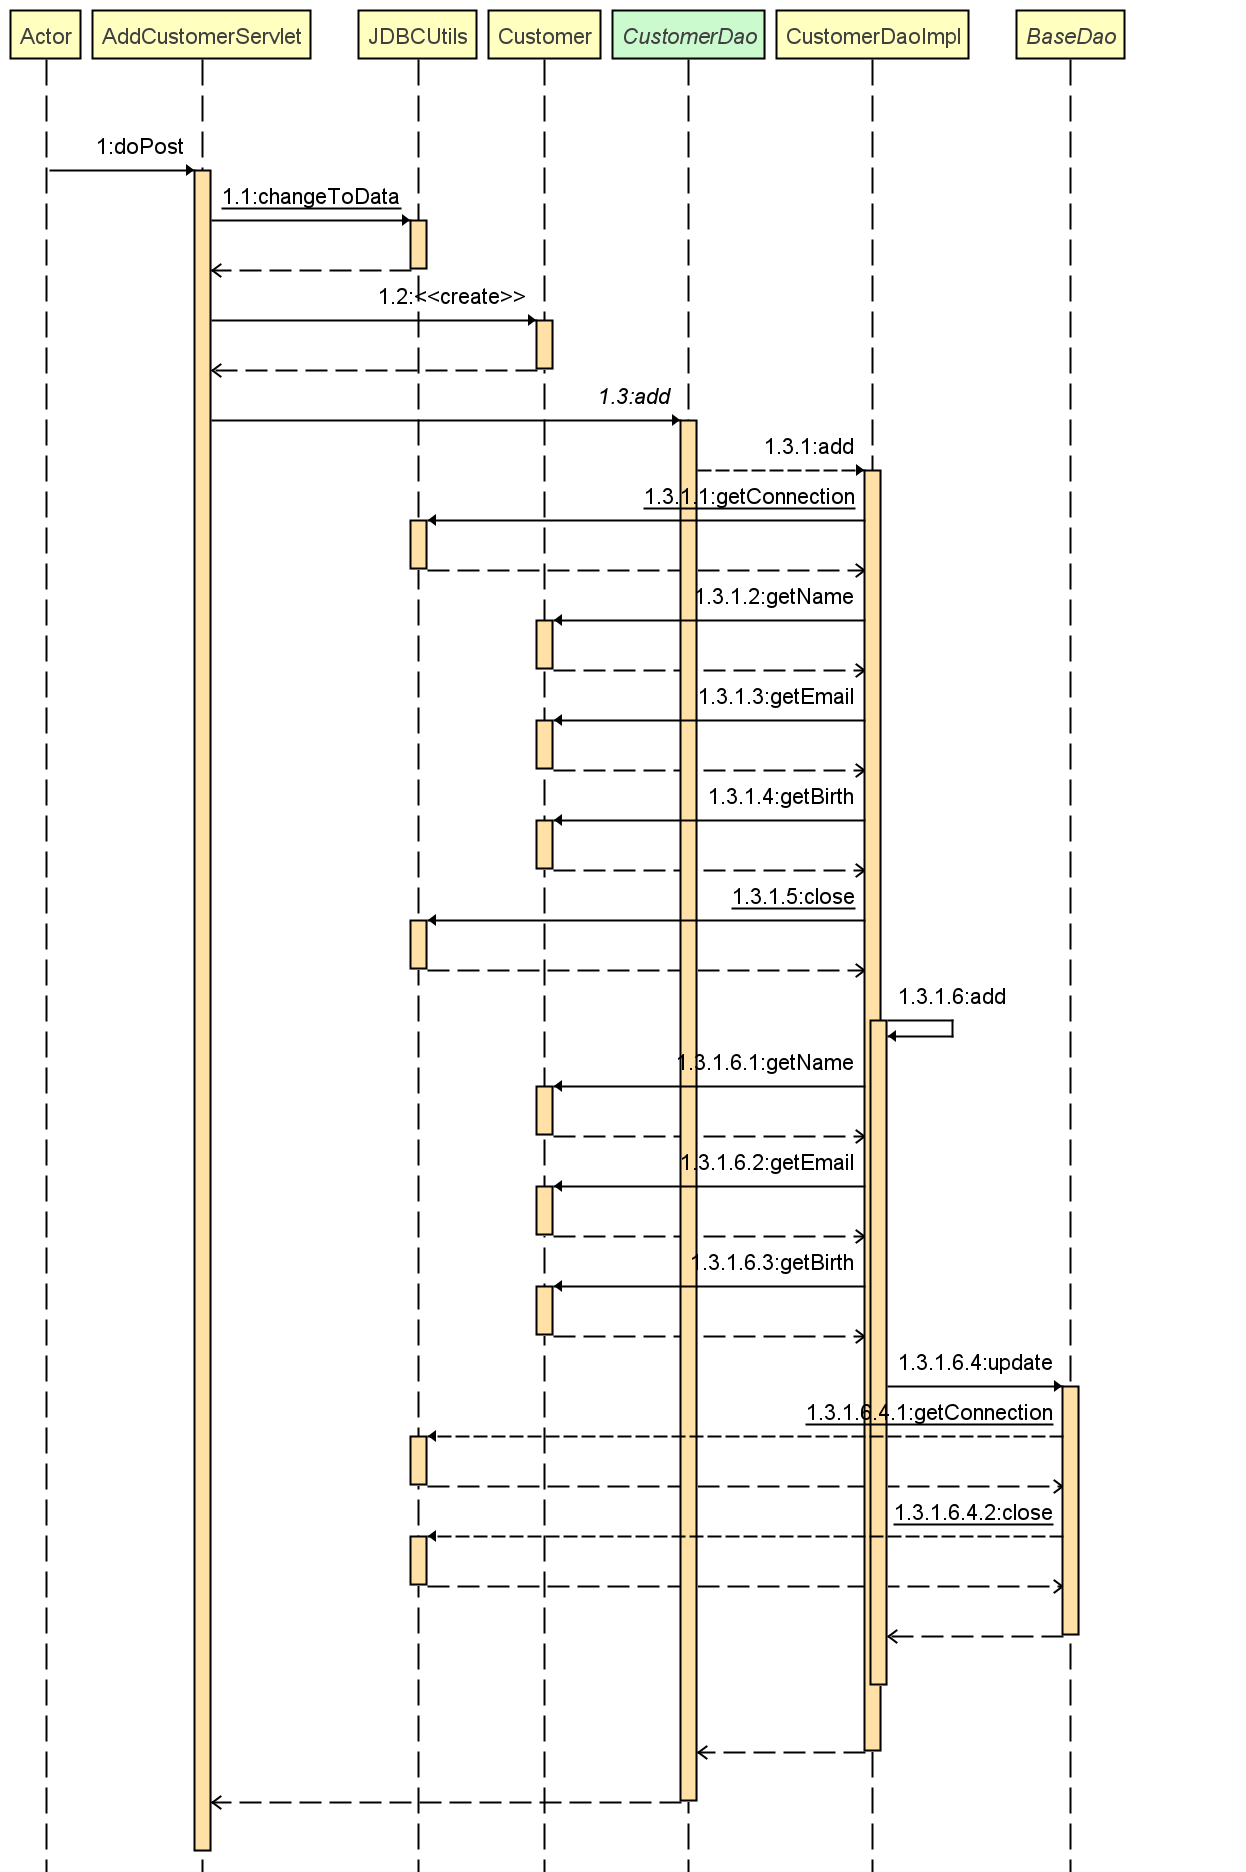 Actor AddCustomerServlet JDBCUtils Customer CustomerDao CustomerDaoImpl BaseDao
1:doPost
1.1:changeToData
1.2:<<create>>
1.3:add
1.3.1:add
1.3.1.1:getConnection
1.3.1.2:getName
1.3.1.3:getEmail
1.3.1.4:getBirth
1.3.1.5:close
1.3.1.6:add
1.3.1.6.1:getName
1.3.1.6.2:getEmail
1.3.1.6.3:getBirth
1.3.1.6.4:update
1.3.1.6.4.1:getConnection
1.3.1.6.4.2:close